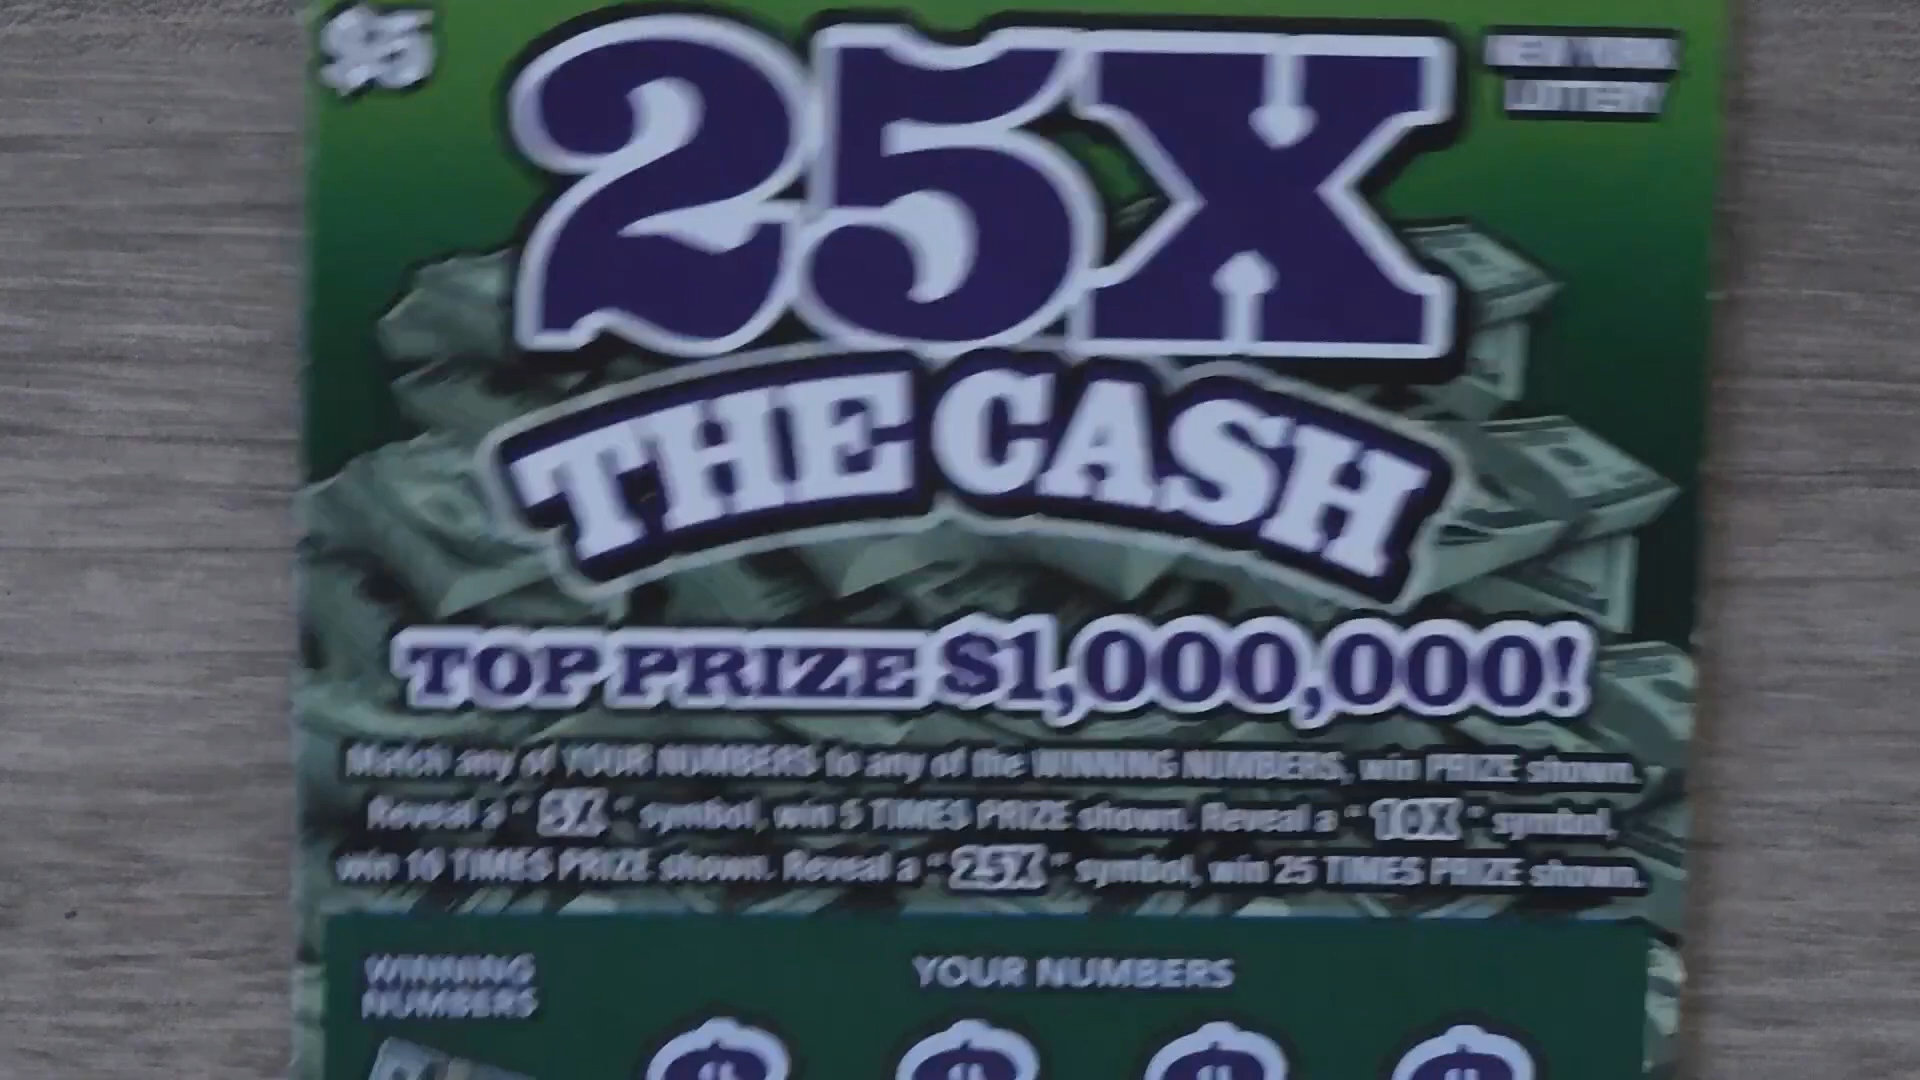 $5
25X
NEW YORK
LOTTERY
THE CASH
TOP PRIZE $1,000,000!
Match any of YOUR NUMBERS to any of the WINNING NUMBERS, win PRIZE shown.
Reveal a "5X" symbol, win 5 TIMES PRIZE shown. Reveal a "10X" symbol,
win 10 TIMES PRIZE shown. Reveal a "25X" symbol, win 25 TIMES PRIZE shown.
WINNING
NUMBERS
YOUR NUMBERS
$ $ $ $